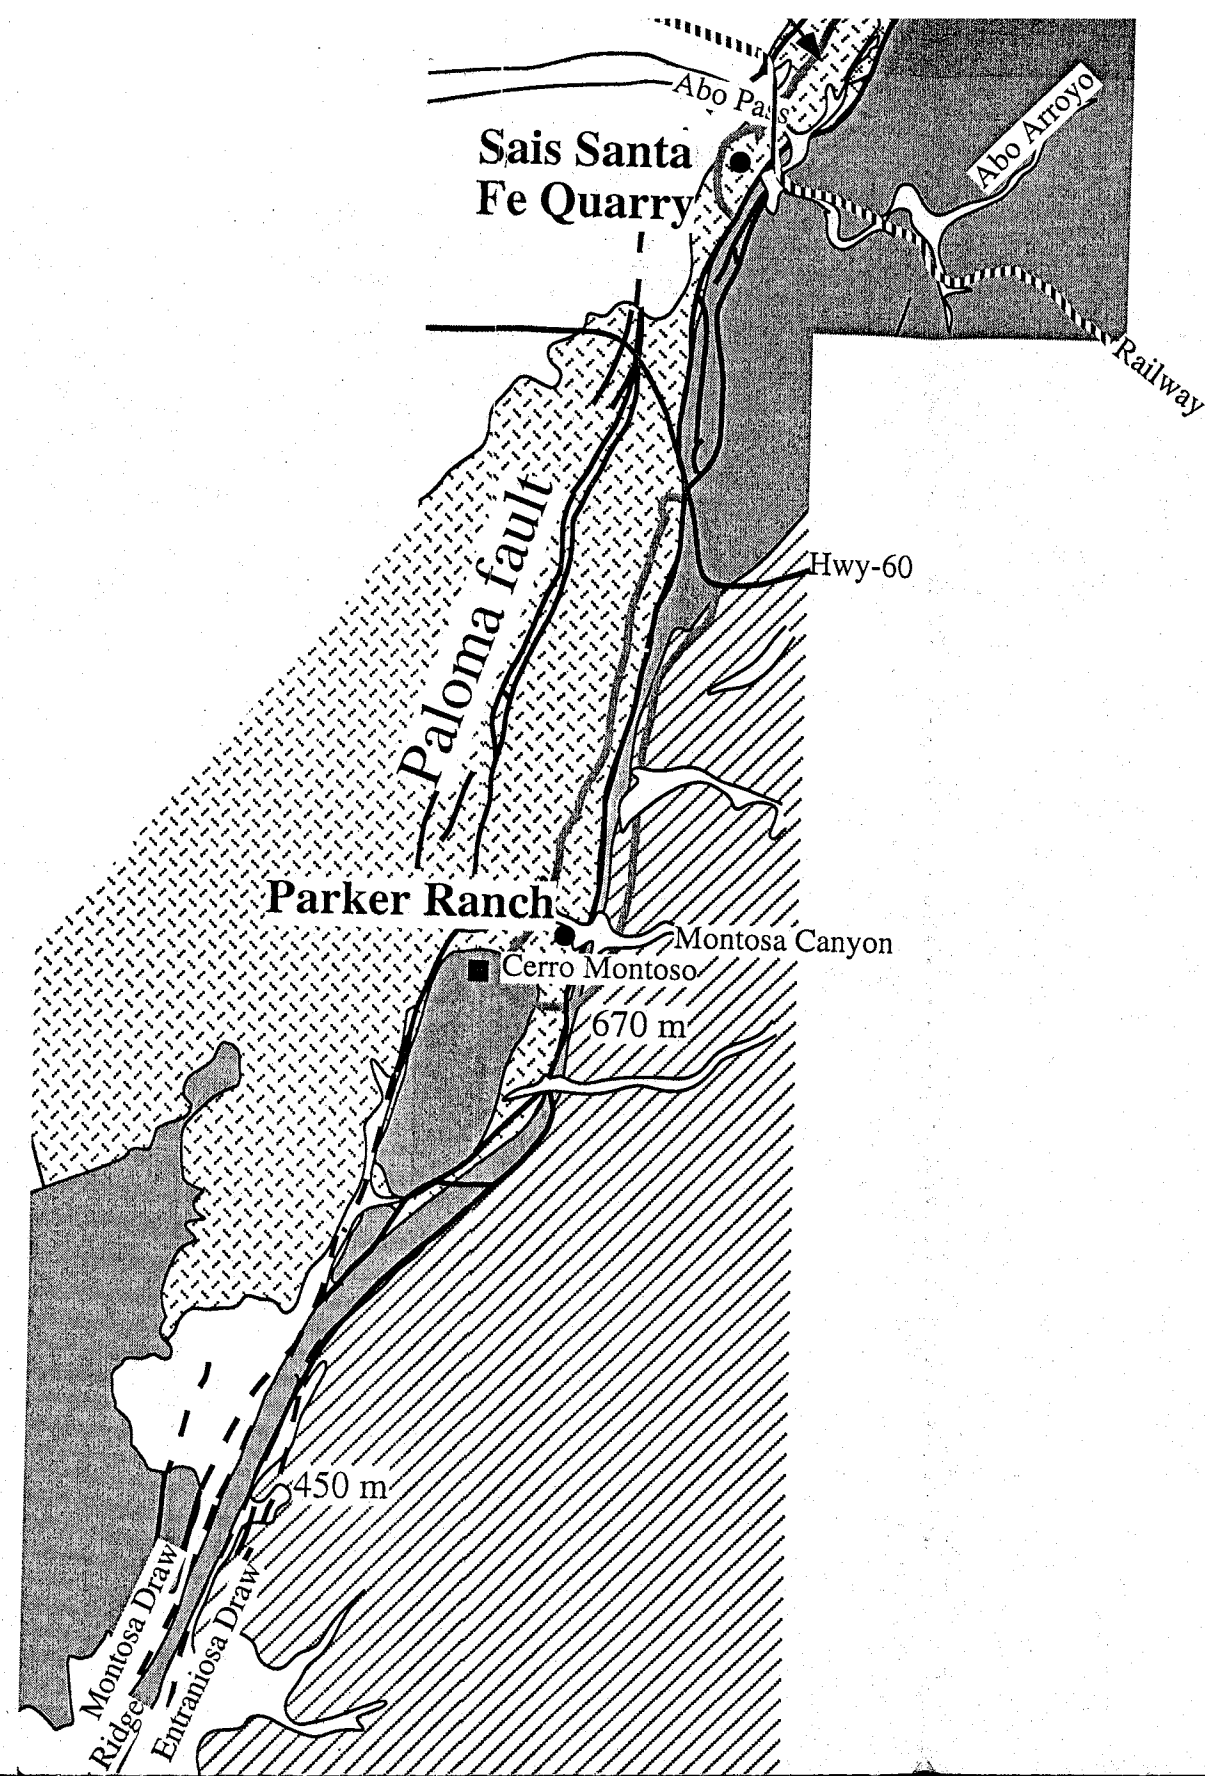 Abo Pass
Abo Arroyo
Sais Santa
Fe Quarry
Railway
Paloma fault
Hwy-60
Parker Ranch
Montosa Canyon
Cerro Montoso
670 m
450 m
Montosa Draw
Ridge
Entraniosa Draw